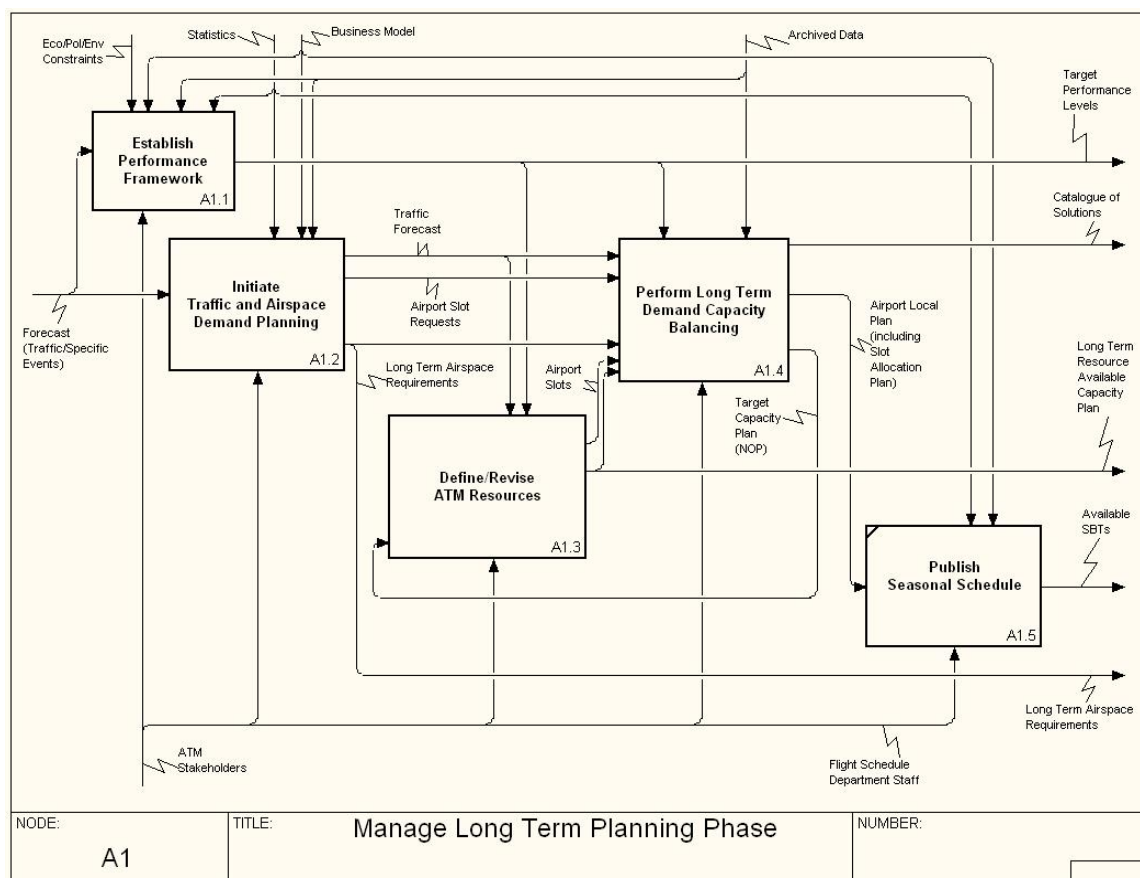 Eco/Pol/Env
Constraints
Statistics
Business Model
Archived Data
Target
Performance
Levels
Establish
Performance
Framework
A1.1
Catalogue of
Solutions
Traffic
Forecast
Initiate
Traffic and Airspace
Demand Planning
A1.2
Airport Slot
Requests
Perform Long Term
Demand Capacity
Balancing
A1.4
Airport Local
Plan
(including
Slot
Allocation
Plan)
Forecast
(Traffic/Specific
Events)
Long Term Airspace
Requirements
Airport
Slots
Long Term
Resource
Available
Capacity
Plan
Target
Capacity
Plan
(NOP)
Define/Revise
ATM Resources
A1.3
Available
SBTs
Publish
Seasonal Schedule
A1.5
Long Term Airspace
Requirements
ATM
Stakeholders
Flight Schedule
Department Staff
NODE:
A1
TITLE:
Manage Long Term Planning Phase
NUMBER: